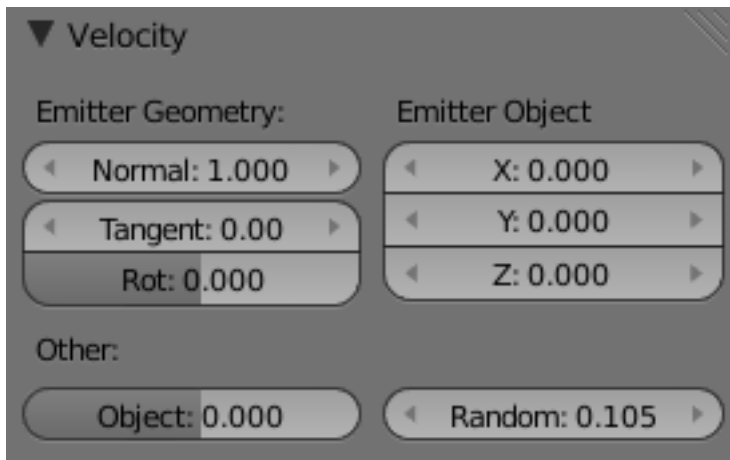 Velocity
Emitter Geometry:
Normal: 1.000
Tangent: 0.00
Rot: 0.000
Emitter Object
X: 0.000
Y: 0.000
Z: 0.000
Other:
Object: 0.000
Random: 0.105